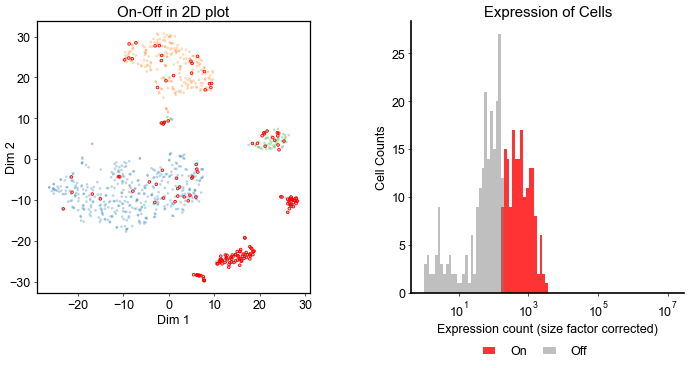 On-Off in 2D plot
Dim 2
30
20
10
0
−10
−20
−30
−20
−10
0
10
20
30
Dim 1
Expression of Cells
Cell Counts
25
20
15
10
5
0
10^1
10^3
10^5
10^7
Expression count (size factor corrected)
On
Off